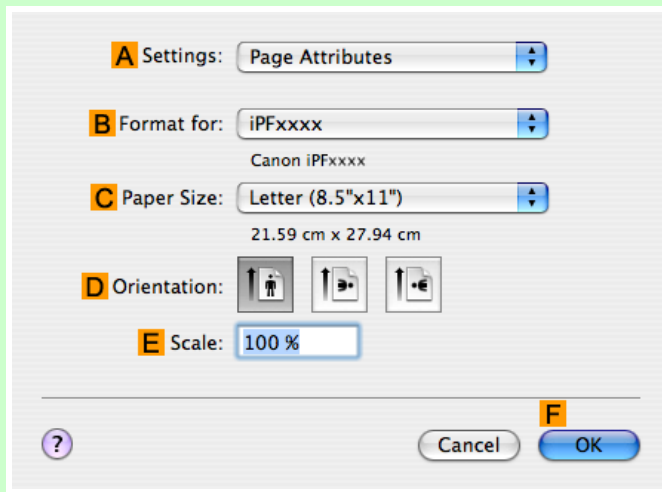 A Settings: Page Attributes
B Format for: iPFxxxx
Canon iPFxxxx
C Paper Size: Letter (8.5"x11")
21.59 cm x 27.94 cm
D Orientation:
E Scale: 100 %
F
? Cancel OK